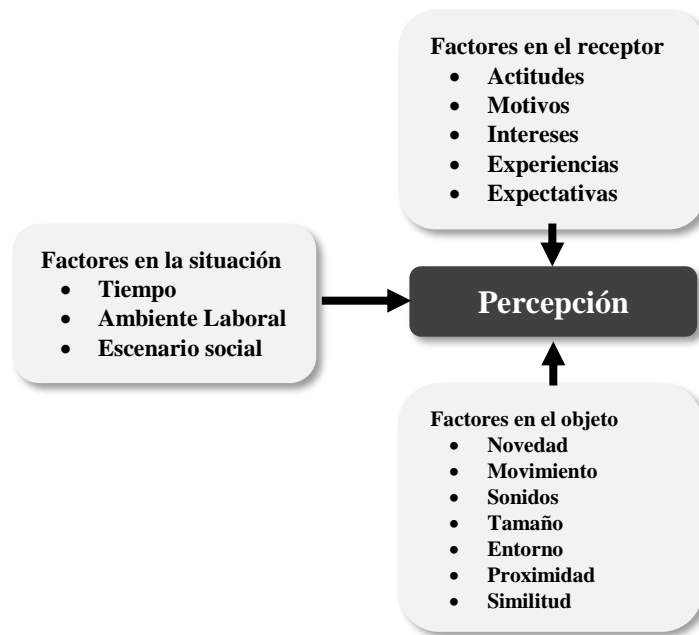 Factores en el receptor
• Actitudes
• Motivos
• Intereses
• Experiencias
• Expectativas
Factores en la situación
• Tiempo
• Ambiente Laboral
• Escenario social
Percepción
Factores en el objeto
• Novedad
• Movimiento
• Sonidos
• Tamaño
• Entorno
• Proximidad
• Similitud